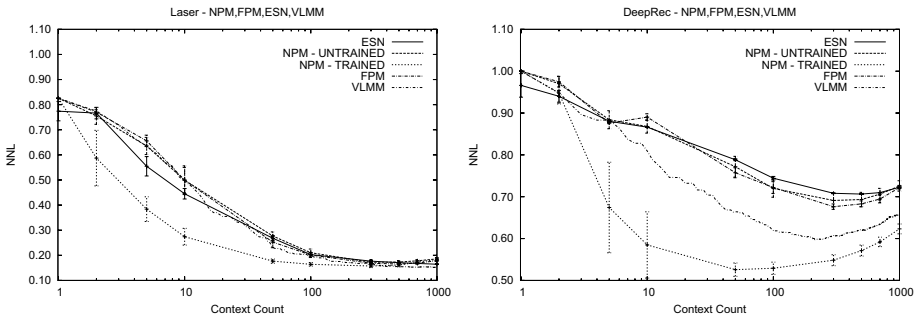 Laser - NPM,FPM,ESN,VLMM
1.10
1.00
0.90
0.80
0.70
0.60
0.50
0.40
0.30
0.20
0.10
NNL
ESN
NPM - UNTRAINED
NPM - TRAINED
FPM
VLMM
1
10
100
1000
Context Count
DeepRec - NPM,FPM,ESN,VLMM
1.10
1.00
0.90
0.80
0.70
0.60
0.50
NNL
ESN
NPM - UNTRAINED
NPM - TRAINED
FPM
VLMM
1
10
100
1000
Context Count